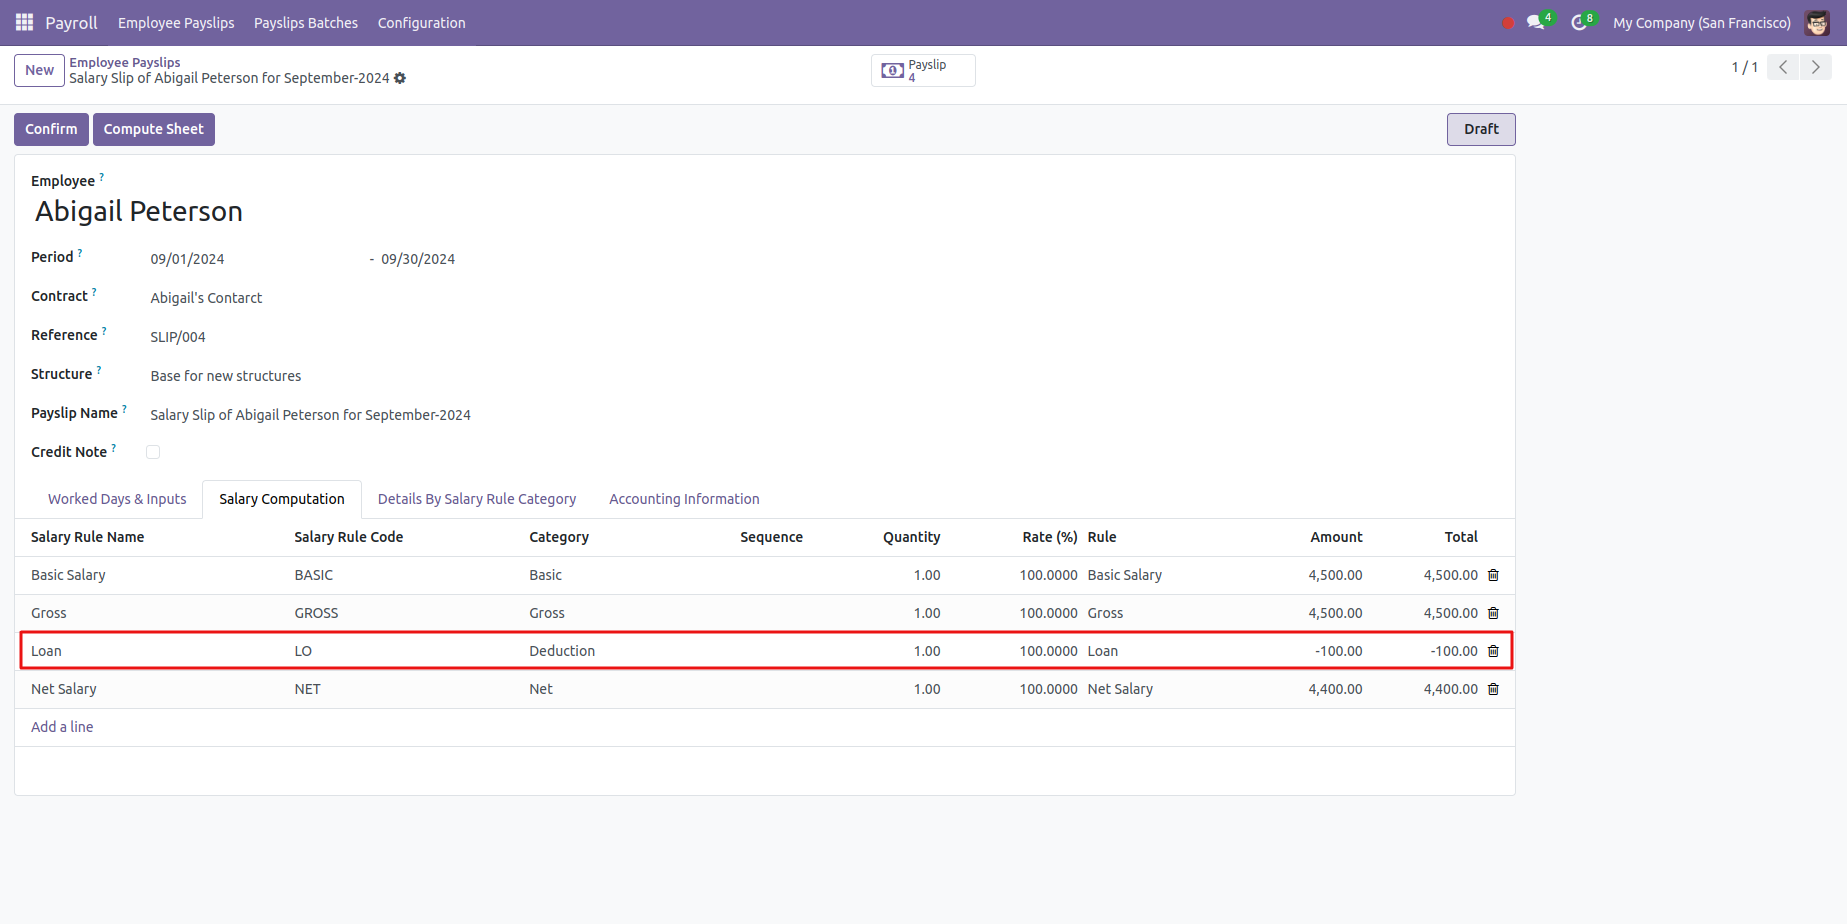 Payroll Employee Payslips Payslips Batches Configuration 4 8 My Company (San Francisco)
New Employee Payslips
Salary Slip of Abigail Peterson for September-2024
Payslip
4
1 / 1
Confirm Compute Sheet Draft
Employee ?
Abigail Peterson
Period ? 09/01/2024 - 09/30/2024
Contract ? Abigail's Contarct
Reference ? SLIP/004
Structure ? Base for new structures
Payslip Name ? Salary Slip of Abigail Peterson for September-2024
Credit Note ?
Worked Days & Inputs Salary Computation Details By Salary Rule Category Accounting Information
Salary Rule Name Salary Rule Code Category Sequence Quantity Rate (%) Rule Amount Total
Basic Salary BASIC Basic 1.00 100.0000 Basic Salary 4,500.00 4,500.00
Gross GROSS Gross 1.00 100.0000 Gross 4,500.00 4,500.00
Loan LO Deduction 1.00 100.0000 Loan -100.00 -100.00
Net Salary NET Net 1.00 100.0000 Net Salary 4,400.00 4,400.00
Add a line